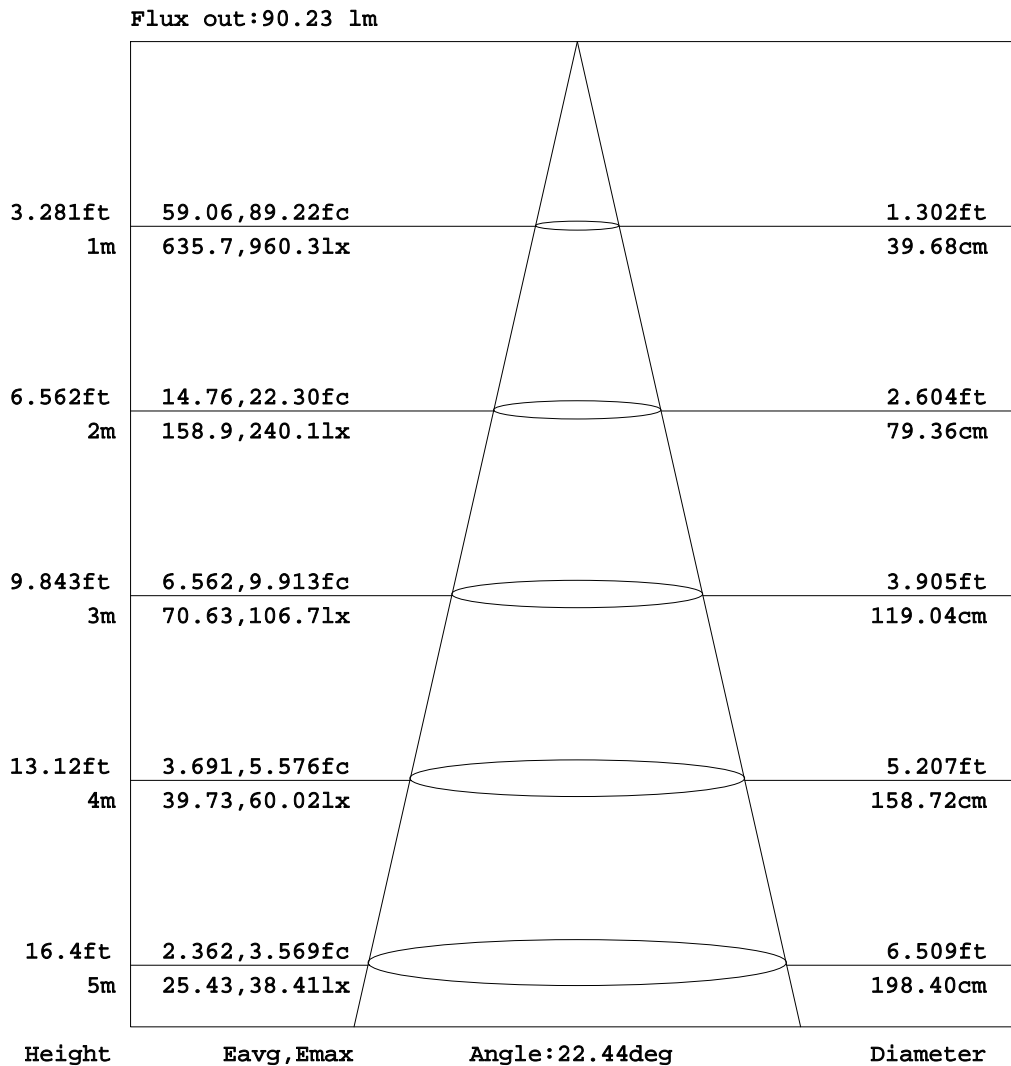 Flux out:90.23 lm
3.281ft 59.06,89.22fc 1.302ft
1m 635.7,960.3lx 39.68cm
6.562ft 14.76,22.30fc 2.604ft
2m 158.9,240.1lx 79.36cm
9.843ft 6.562,9.913fc 3.905ft
3m 70.63,106.7lx 119.04cm
13.12ft 3.691,5.576fc 5.207ft
4m 39.73,60.02lx 158.72cm
16.4ft 2.362,3.569fc 6.509ft
5m 25.43,38.41lx 198.40cm
Height Eavg,Emax Angle:22.44deg Diameter